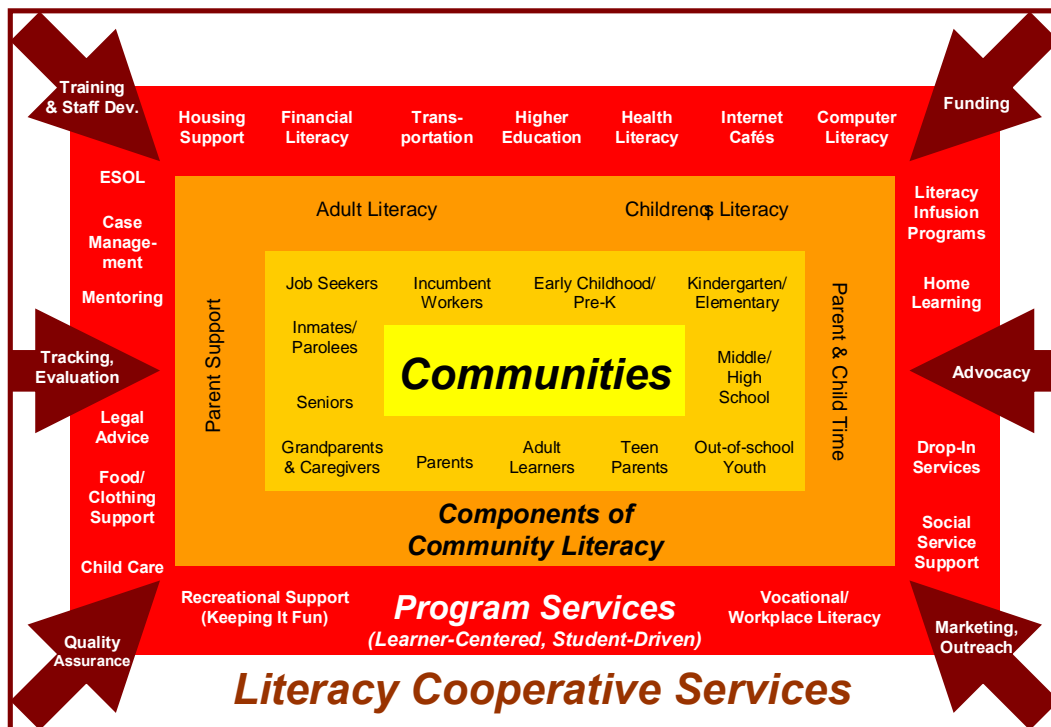 Training
& Staff Dev.
Funding
Housing
Support
Financial
Literacy
Trans-
portation
Higher
Education
Health
Literacy
Internet
Cafés
Computer
Literacy
ESOL
Case
Manage-
ment
Mentoring
Tracking,
Evaluation
Legal
Advice
Food/
Clothing
Support
Child Care
Quality
Assurance
Literacy
Infusion
Programs
Home
Learning
Advocacy
Drop-In
Services
Social
Service
Support
Marketing,
Outreach
Adult Literacy
Children Literacy
Parent Support
Parent & Child Time
Job Seekers
Incumbent
Workers
Early Childhood/
Pre-K
Kindergarten/
Elementary
Inmates/
Parolees
Communities
Middle/
High
School
Seniors
Grandparents
& Caregivers
Parents
Adult
Learners
Teen
Parents
Out-of-school
Youth
Components of
Community Literacy
Recreational Support
(Keeping It Fun)
Program Services
(Learner-Centered, Student-Driven)
Vocational/
Workplace Literacy
Literacy Cooperative Services